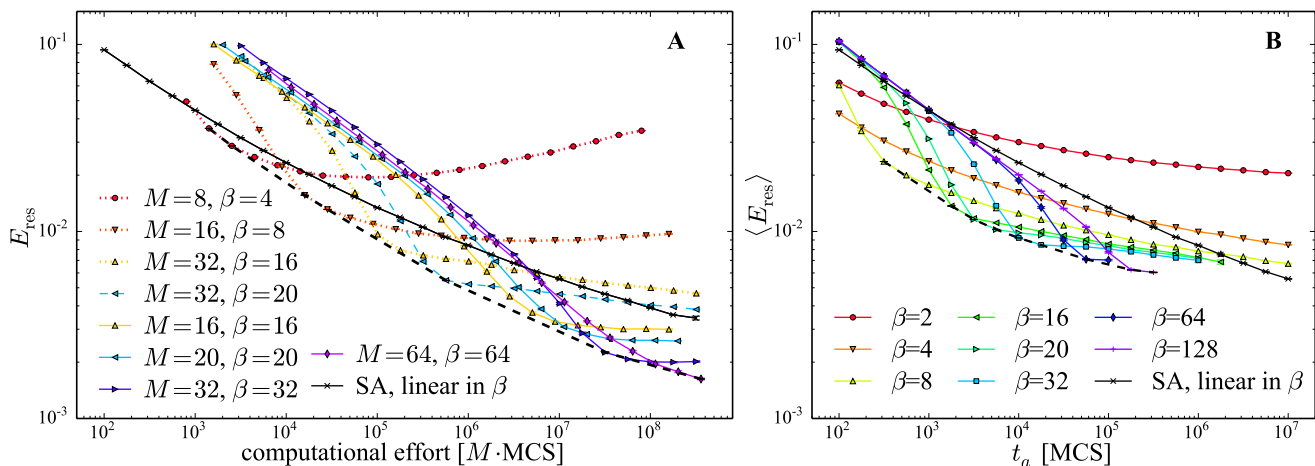 A
10⁻¹
10⁻²
10⁻³
E_res
M=8, β=4
M=16, β=8
M=32, β=16
M=32, β=20
M=16, β=16
M=20, β=20
M=32, β=32
M=64, β=64
SA, linear in β
10² 10³ 10⁴ 10⁵ 10⁶ 10⁷ 10⁸
computational effort [M·MCS]
B
10⁻¹
10⁻²
10⁻³
⟨E_res⟩
β=2
β=4
β=8
β=16
β=20
β=32
β=64
β=128
SA, linear in β
10² 10³ 10⁴ 10⁵ 10⁶ 10⁷
t_a [MCS]